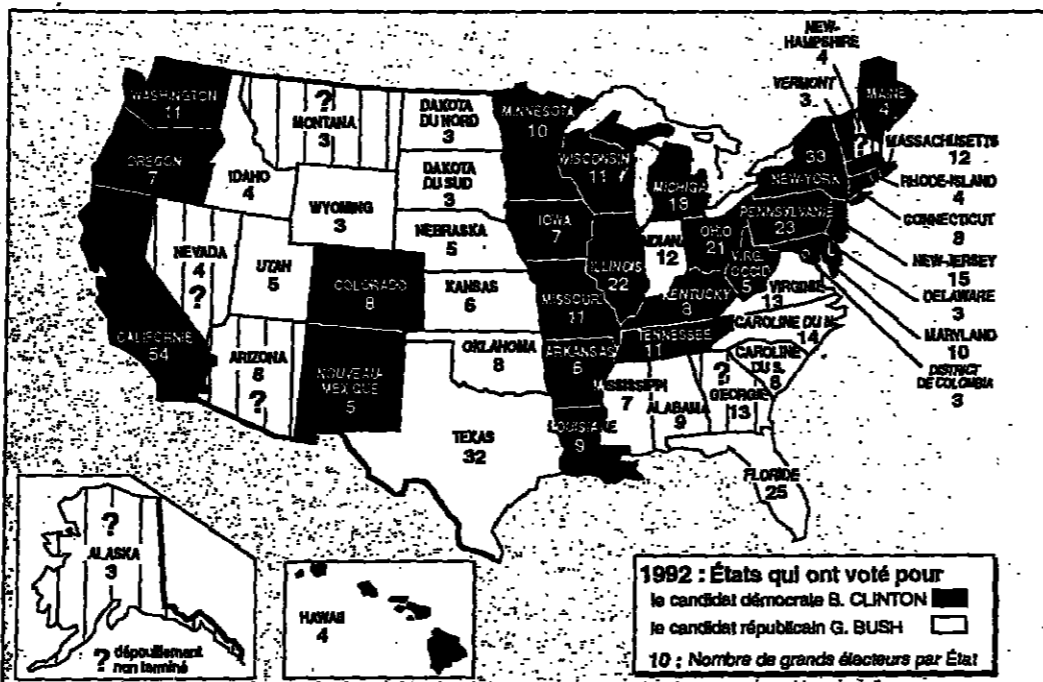 NEW-
HAMPSHIRE
4
VERMONT
3
MAINE
4
WASHINGTON
11
?
MONTANA
3
DAKOTA
DU NORD
3
MINNESOTA
10
OREGON
7
IDAHO
4
WYOMING
3
DAKOTA
DU SUD
3
WISCONSIN
11
MICHIGA
18
33
NEW-YORK
?
MASSACHUSETTS
12
RHODE-ISLAND
4
CONNECTICUT
8
NEW-JERSEY
15
DELAWARE
3
MARYLAND
10
DISTRICT
DE COLOMBIA
3
NEVADA
4
?
UTAH
5
COLORADO
8
NEBRASKA
5
KANSAS
6
IOWA
7
ILLINOIS
22
INDIANA
12
OHIO
21
PENNSYLVANIE
23
VIRG.
OCCID.
5
VIRGINIE
13
KENTUCKY
8
MISSOURI
11
CALIFORNIE
54
ARIZONA
8
?
NOUVEAU-
MEXIQUE
5
OKLAHOMA
8
ARKANSAS
6
TENNESSEE
11
CAROLINE DU N.
14
CAROLINE
DU S.
8
?
GEORGIE
13
MISSISSIPPI
7
ALABAMA
9
LOUISIANE
9
TEXAS
32
FLORIDE
25
?
ALASKA
3
? dépouillement
non terminé
HAWAII
4
1992 : États qui ont voté pour
le candidat démocrate B. CLINTON
le candidat républicain G. BUSH
10 : Nombre de grands électeurs par État